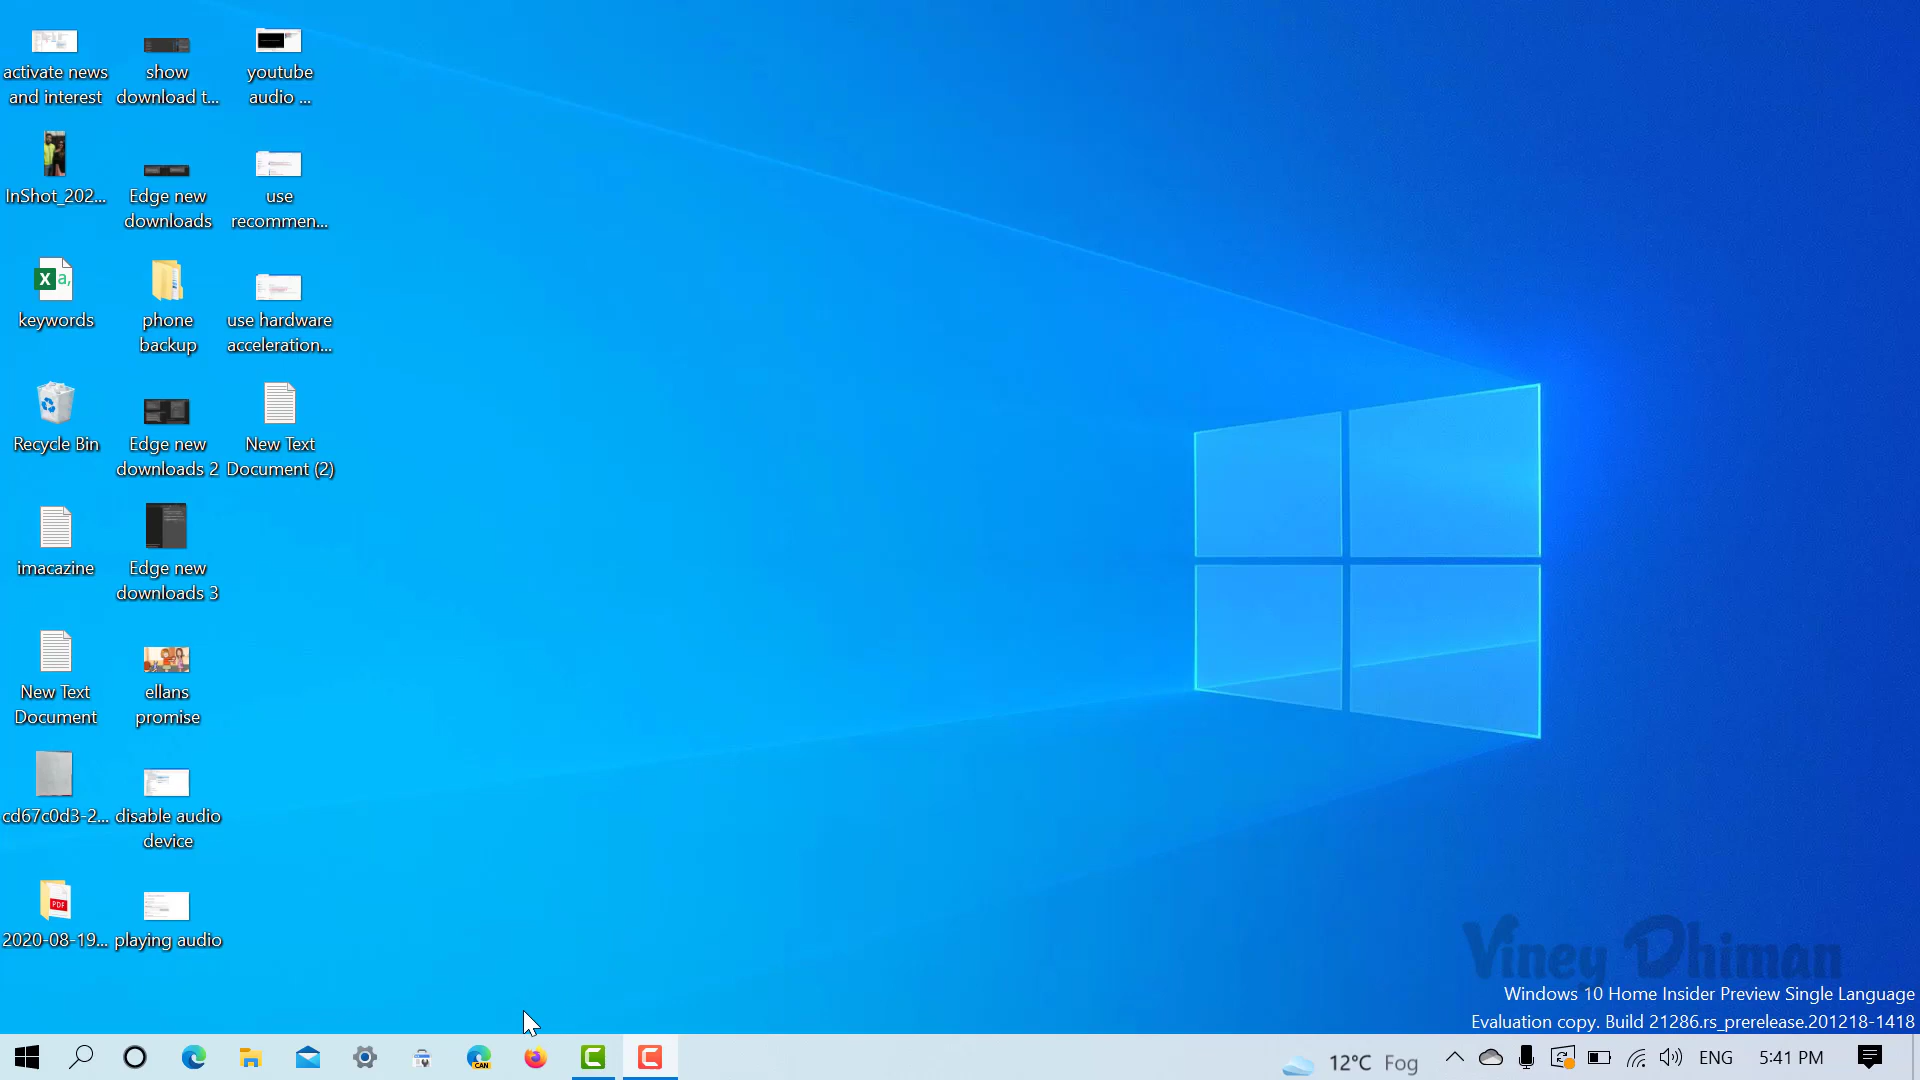 activate news
and interest
show
download t...
youtube
audio ...
InShot_202...
Edge new
downloads
use
recommen...
a,
X
keywords
phone
backup
use hardware
acceleration...
Recycle Bin
Edge new
downloads 2
New Text
Document (2)
imacazine
Edge new
downloads 3
New Text
Document
ellans
promise
cd67c0d3-2...
disable audio
device
PDF
2020-08-19...
playing audio
Viney Dhiman
Windows 10 Home Insider Preview Single Language
Evaluation copy. Build 21286.rs_prerelease.201218-1418
CAN
12°C Fog
ENG
5:41 PM